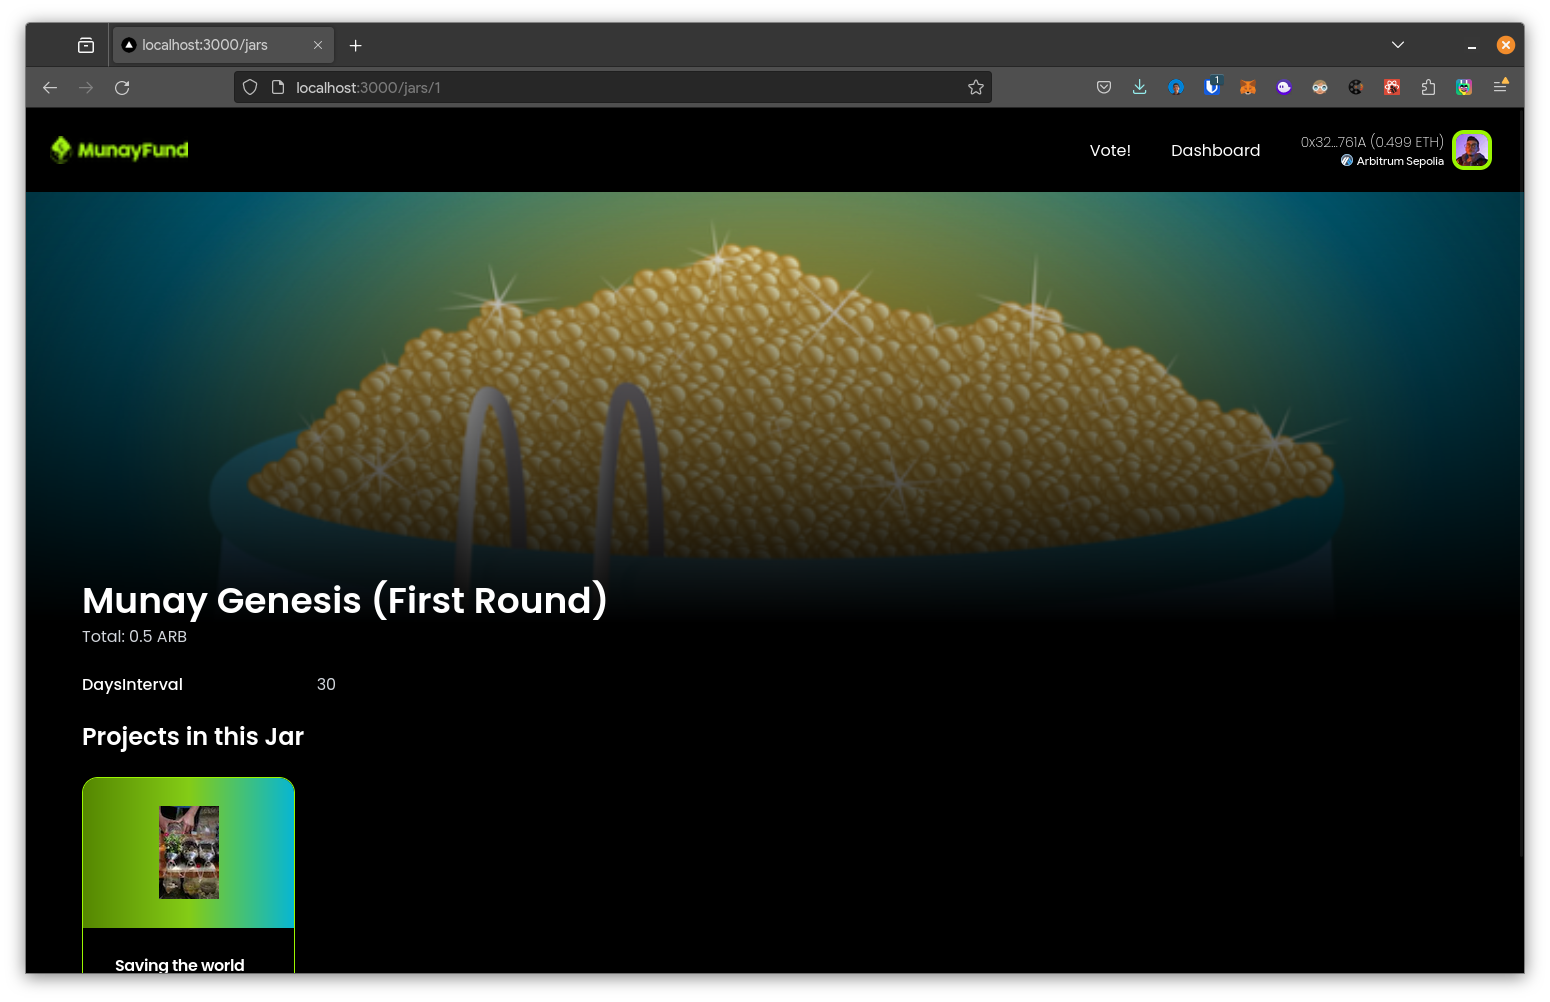 localhost:3000/jars
localhost:3000/jars/1
1
MunayFund
Vote!
Dashboard
0x32...761A (0.499 ETH)
Arbitrum Sepolia
Munay Genesis (First Round)
Total: 0.5 ARB
DaysInterval 30
Projects in this Jar
Saving the world